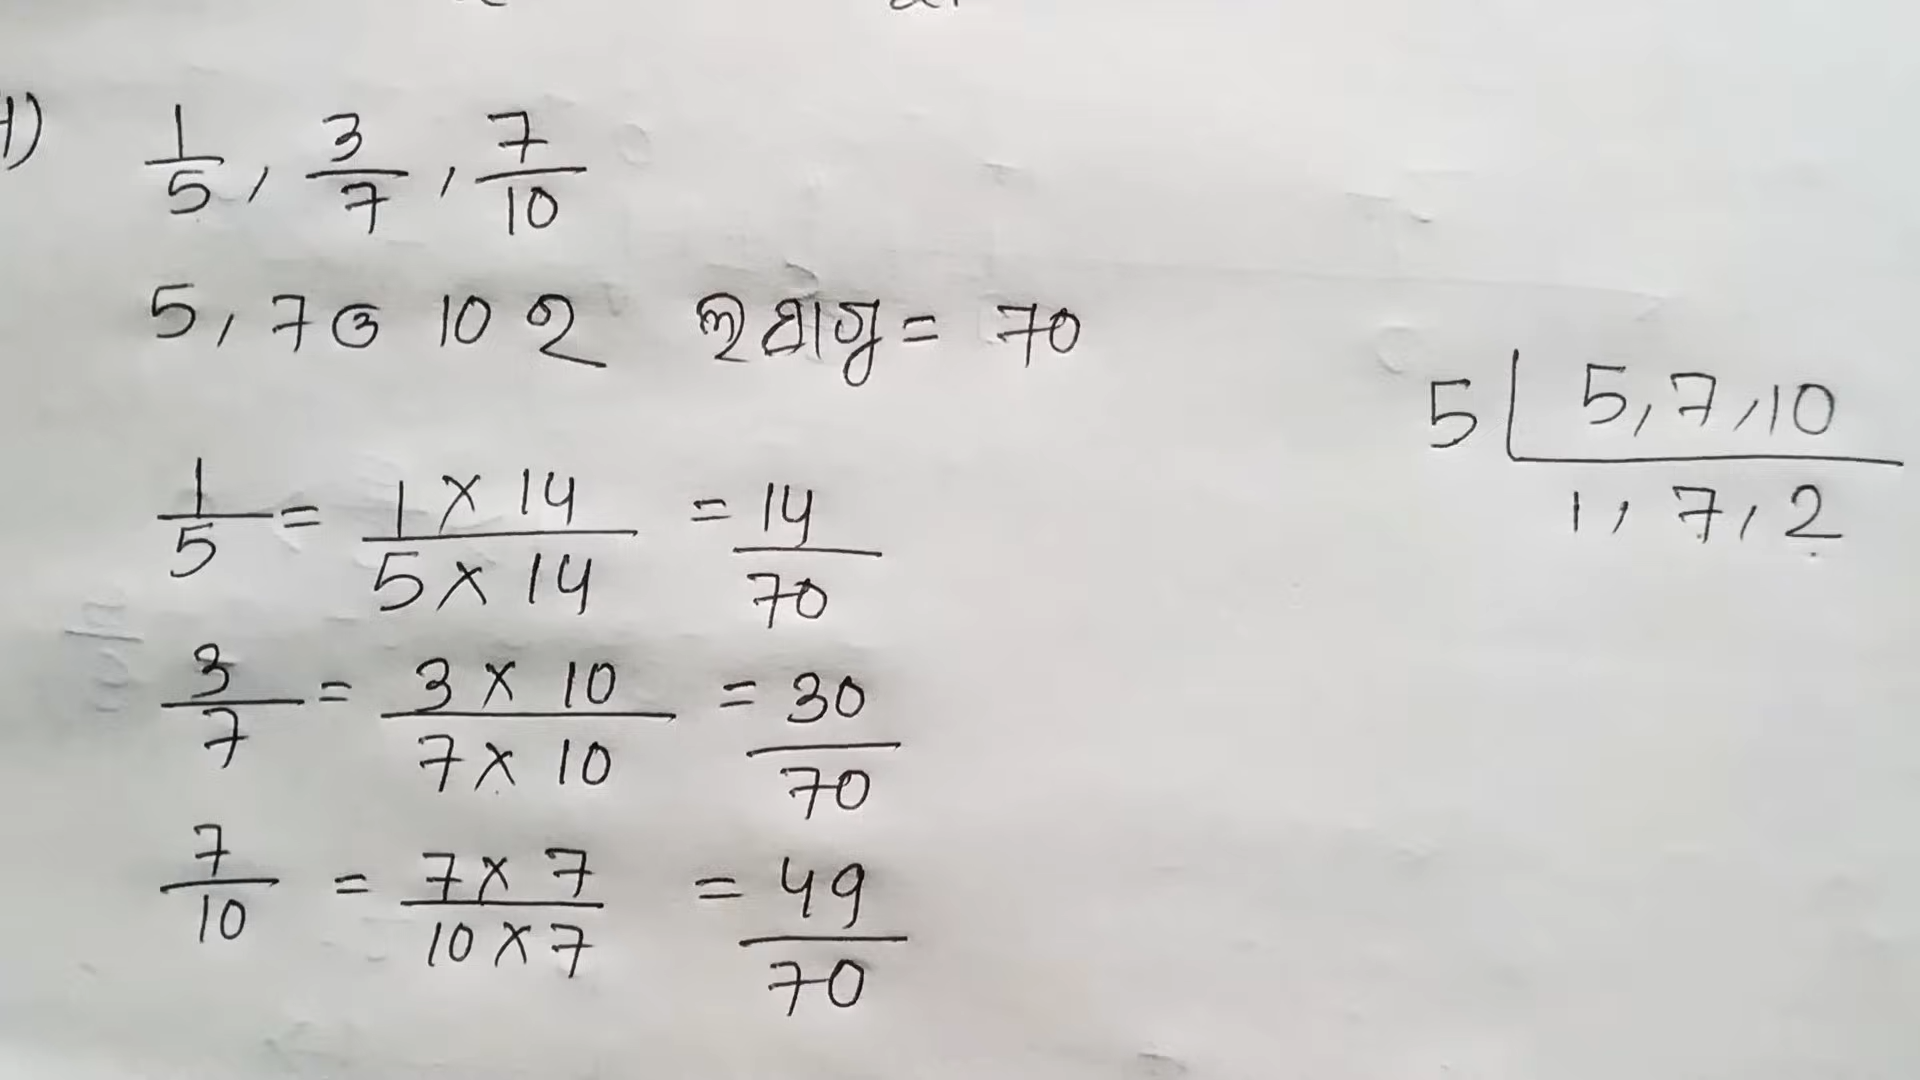 1/5, 3/7, 7/10
5, 7 ଓ 10 ର ଲ.ସା.ଗୁ = 70
5 | 5, 7, 10
1, 7, 2
1/5 = 1 × 14 / 5 × 14 = 14/70
3/7 = 3 × 10 / 7 × 10 = 30/70
7/10 = 7 × 7 / 10 × 7 = 49/70